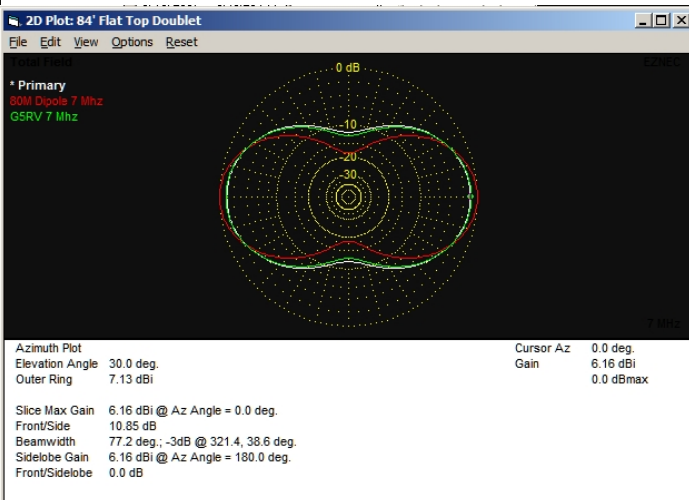 2D Plot: 84' Flat Top Doublet
File Edit View Options Reset
Total Field
EZNEC
0 dB
* Primary
80M Dipole 7 Mhz
G5RV 7 Mhz
-10
-20
-30
7 MHz
Azimuth Plot
Elevation Angle 30.0 deg.
Outer Ring 7.13 dBi
Cursor Az 0.0 deg.
Gain 6.16 dBi
0.0 dBmax
Slice Max Gain 6.16 dBi @ Az Angle = 0.0 deg.
Front/Side 10.85 dB
Beamwidth 77.2 deg.; -3dB @ 321.4, 38.6 deg.
Sidelobe Gain 6.16 dBi @ Az Angle = 180.0 deg.
Front/Sidelobe 0.0 dB